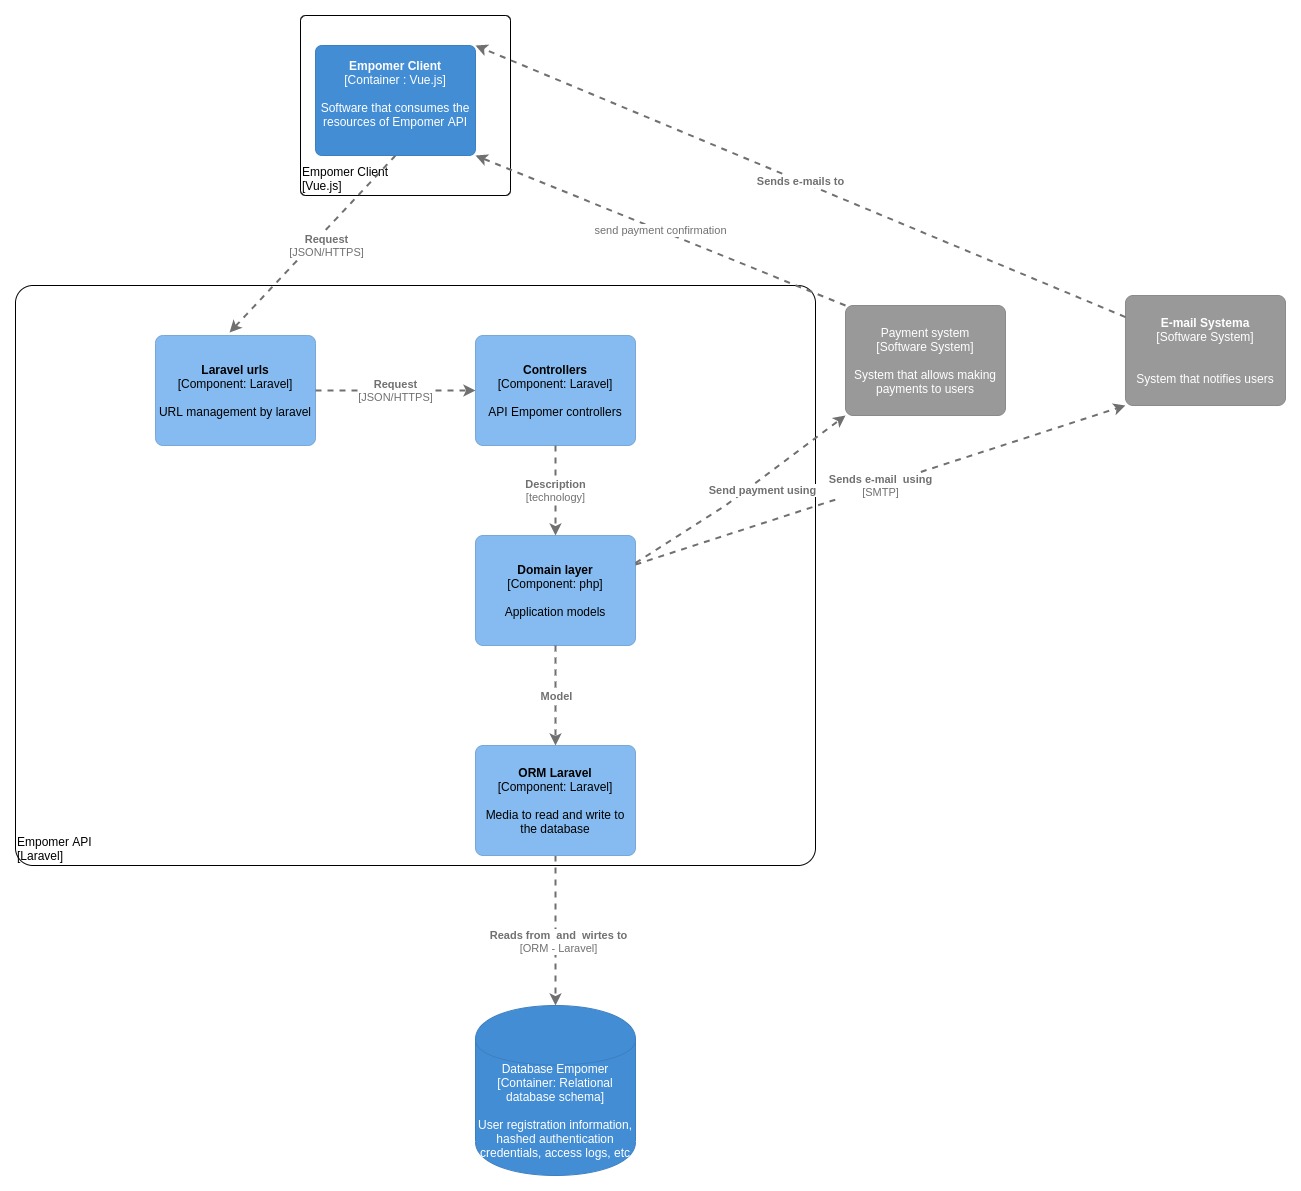 Empomer Client
[Container : Vue.js]
Software that consumes the
resources of Empomer API
Empomer Client
[Vue.js]
Sends e-mails to
send payment confirmation
Request
[JSON/HTTPS]
Laravel urls
[Component: Laravel]
URL management by laravel
Request
[JSON/HTTPS]
Controllers
[Component: Laravel]
API Empomer controllers
Payment system
[Software System]
System that allows making
payments to users
E-mail Systema
[Software System]
System that notifies users
Description
[technology]
Send payment using
Sends e-mail  using
[SMTP]
Domain layer
[Component: php]
Application models
Model
ORM Laravel
[Component: Laravel]
Media to read and write to
the database
Empomer API
[Laravel]
Reads from  and  wirtes to
[ORM - Laravel]
Database Empomer
[Container: Relational
database schema]
User registration information,
hashed authentication
credentials, access logs, etc